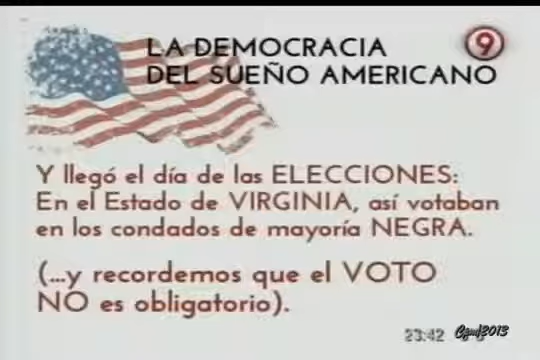 LA DEMOCRACIA
9
DEL SUEÑO AMERICANO
Y llegó el día de las ELECCIONES:
En el Estado de VIRGINIA, así votaban
en los condados de mayoría NEGRA.
(...y recordemos que el VOTO
NO es obligatorio).
23:42